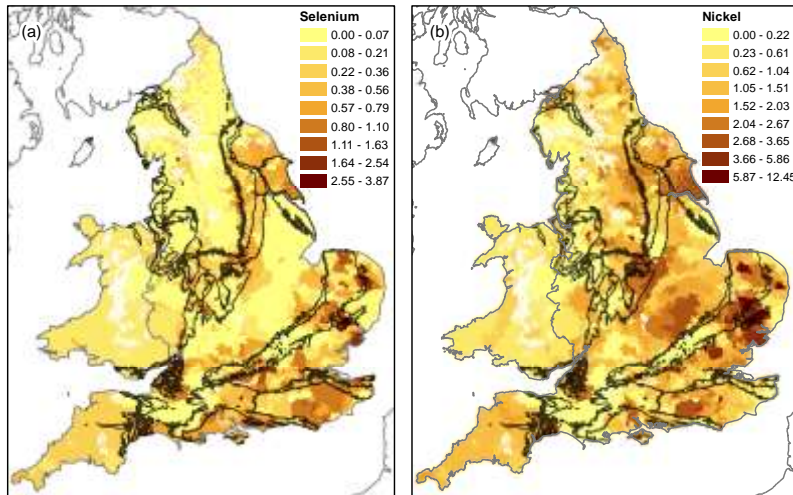 (a)
Selenium
0.00 - 0.07
0.08 - 0.21
0.22 - 0.36
0.38 - 0.56
0.57 - 0.79
0.80 - 1.10
1.11 - 1.63
1.64 - 2.54
2.55 - 3.87
(b)
Nickel
0.00 - 0.22
0.23 - 0.61
0.62 - 1.04
1.05 - 1.51
1.52 - 2.03
2.04 - 2.67
2.68 - 3.65
3.66 - 5.86
5.87 - 12.45